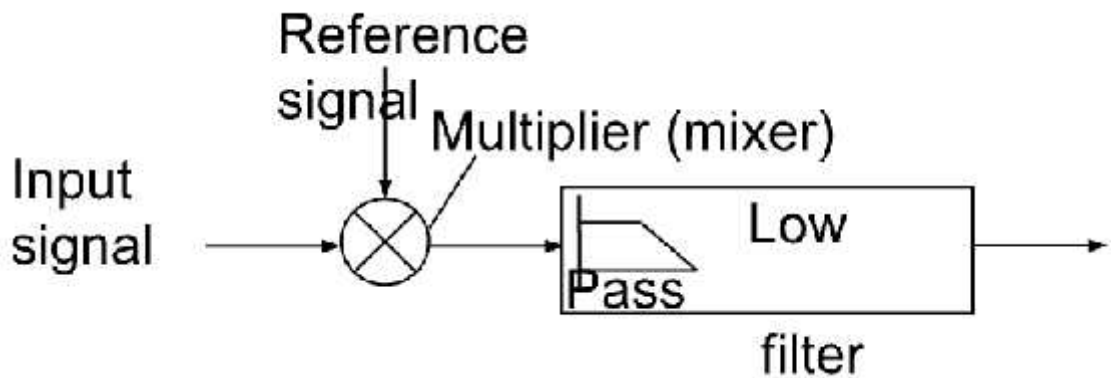 Reference
signal
Multiplier (mixer)
Input
signal
Low
Pass
filter